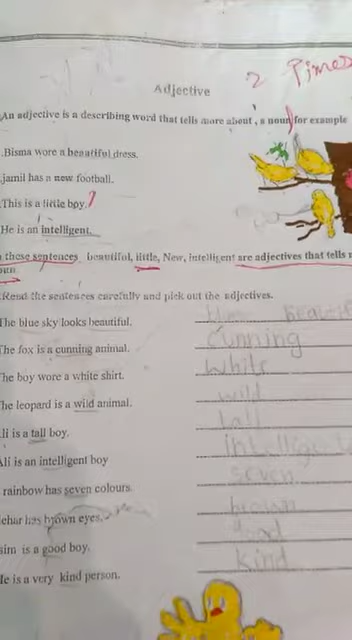 2 Times
Adjective
An adjective is a describing word that tells more about , a noun for example
.Bisma wore a beautiful dress.
.jamil has a new football.
.This is a little boy.
.He is an intelligent.
these sentences beautiful, little, New, intelligent are adjectives that tells
.Read the sentences carefully and pick out the adjectives.
The blue sky looks beautiful.
The fox is a cunning animal. cunning
The boy wore a white shirt. white
The leopard is a wild animal. wild
li is a tall boy. tall
Ali is an intelligent boy intelligent
rainbow has seven colours. seven
ehar has brown eyes. brown
sim is a good boy. good
He is a very kind person. kind